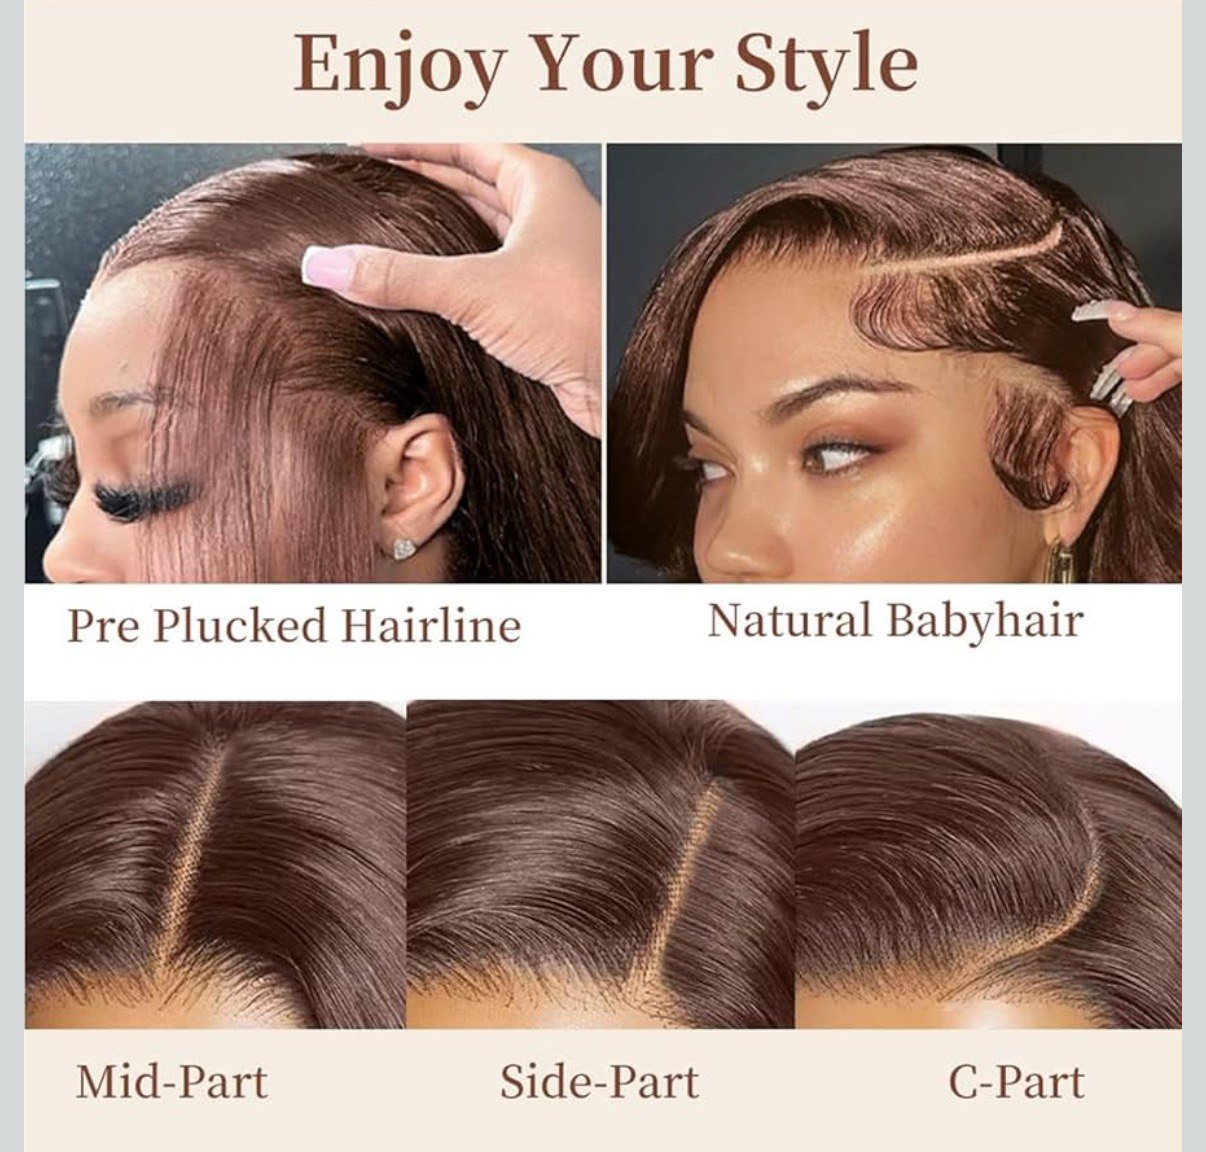 Enjoy Your Style
Pre Plucked Hairline
Natural Babyhair
Mid-Part
Side-Part
C-Part